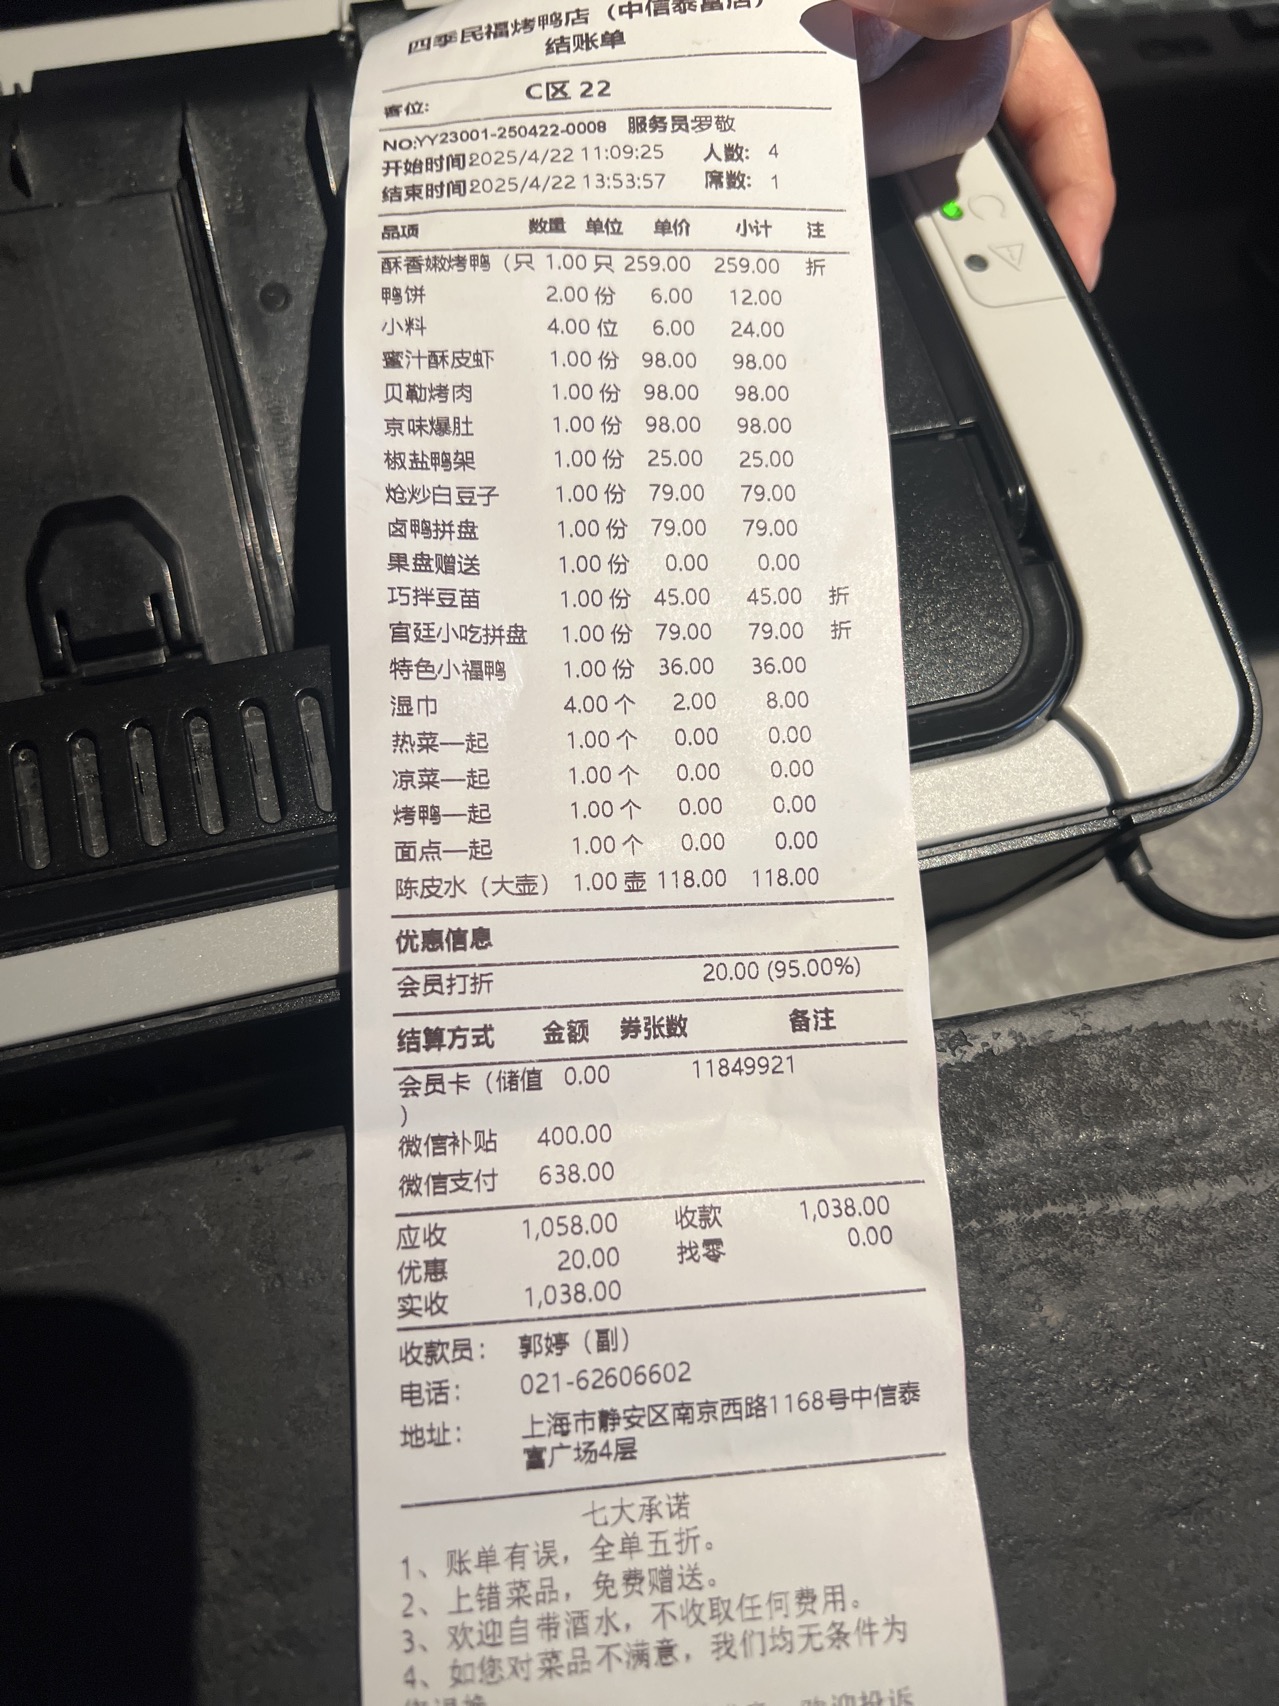 四季民福烤鸭店（中信泰富店）
结账单
客位: C区 22
NO:YY23001-250422-0008 服务员罗敬
开始时间2025/4/22 11:09:25 人数: 4
结束时间2025/4/22 13:53:57 席数: 1
品项 数量 单位 单价 小计 注
酥香嫩烤鸭（只 1.00 只 259.00 259.00 折
鸭饼 2.00 份 6.00 12.00
小料 4.00 位 6.00 24.00
蜜汁酥皮虾 1.00 份 98.00 98.00
贝勒烤肉 1.00 份 98.00 98.00
京味爆肚 1.00 份 98.00 98.00
椒盐鸭架 1.00 份 25.00 25.00
炝炒白豆子 1.00 份 79.00 79.00
卤鸭拼盘 1.00 份 79.00 79.00
果盘赠送 1.00 份 0.00 0.00
巧拌豆苗 1.00 份 45.00 45.00 折
宫廷小吃拼盘 1.00 份 79.00 79.00 折
特色小福鸭 1.00 份 36.00 36.00
湿巾 4.00 个 2.00 8.00
热菜一起 1.00 个 0.00 0.00
凉菜一起 1.00 个 0.00 0.00
烤鸭一起 1.00 个 0.00 0.00
面点一起 1.00 个 0.00 0.00
陈皮水（大壶） 1.00 壶 118.00 118.00
优惠信息
会员打折 20.00 (95.00%)
结算方式 金额 券张数 备注
会员卡（储值 0.00 11849921
）
微信补贴 400.00
微信支付 638.00
应收 1,058.00 收款 1,038.00
优惠 20.00 找零 0.00
实收 1,038.00
收款员: 郭婷（副）
电话: 021-62606602
地址: 上海市静安区南京西路1168号中信泰
富广场4层
七大承诺
1、账单有误，全单五折。
2、上错菜品，免费赠送。
3、欢迎自带酒水，不收取任何费用。
4、如您对菜品不满意，我们均无条件为
您退换
欢迎投诉